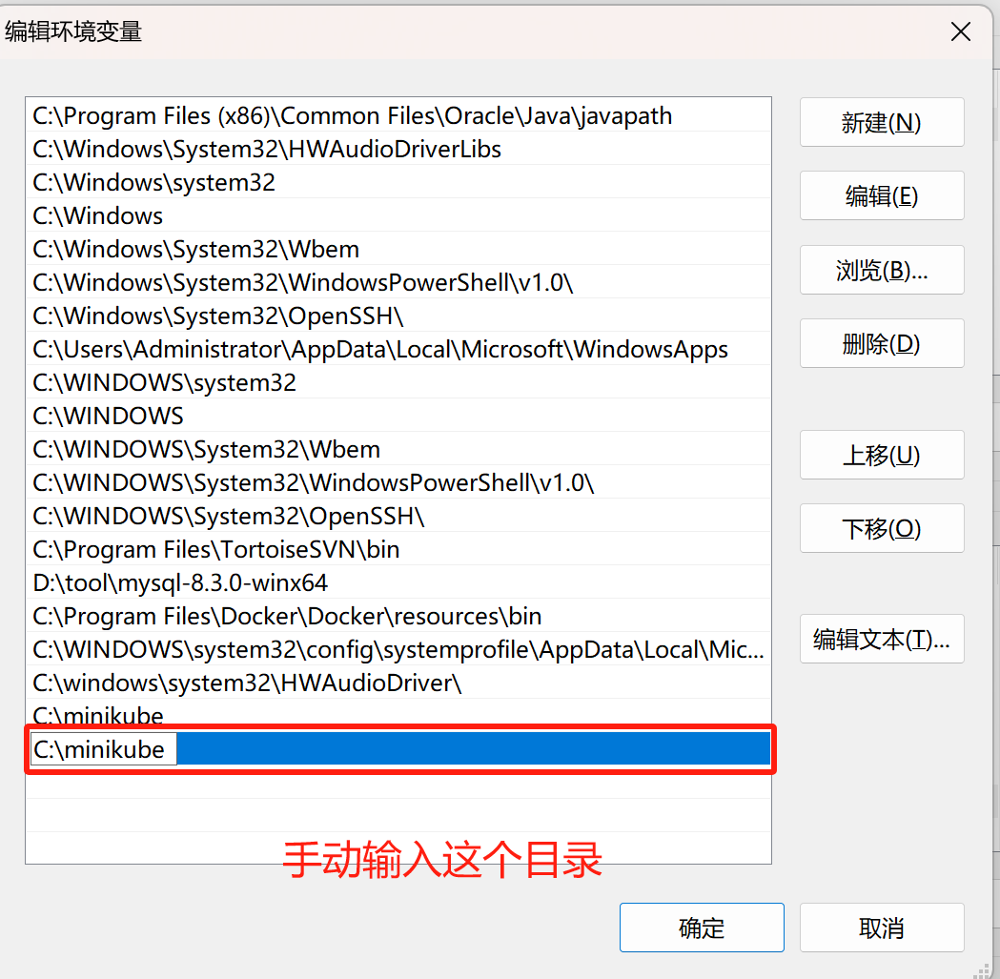 编辑环境变量
C:\Program Files (x86)\Common Files\Oracle\Java\javapath
C:\Windows\System32\HWAudioDriverLibs
C:\Windows\system32
C:\Windows
C:\Windows\System32\Wbem
C:\Windows\System32\WindowsPowerShell\v1.0\
C:\Windows\System32\OpenSSH\
C:\Users\Administrator\AppData\Local\Microsoft\WindowsApps
C:\WINDOWS\system32
C:\WINDOWS
C:\WINDOWS\System32\Wbem
C:\WINDOWS\System32\WindowsPowerShell\v1.0\
C:\WINDOWS\System32\OpenSSH\
C:\Program Files\TortoiseSVN\bin
D:\tool\mysql-8.3.0-winx64
C:\Program Files\Docker\Docker\resources\bin
C:\WINDOWS\system32\config\systemprofile\AppData\Local\Mic...
C:\windows\system32\HWAudioDriver\
C:\minikube
C:\minikube
手动输入这个目录
新建(N)
编辑(E)
浏览(B)...
删除(D)
上移(U)
下移(O)
编辑文本(T)...
确定
取消